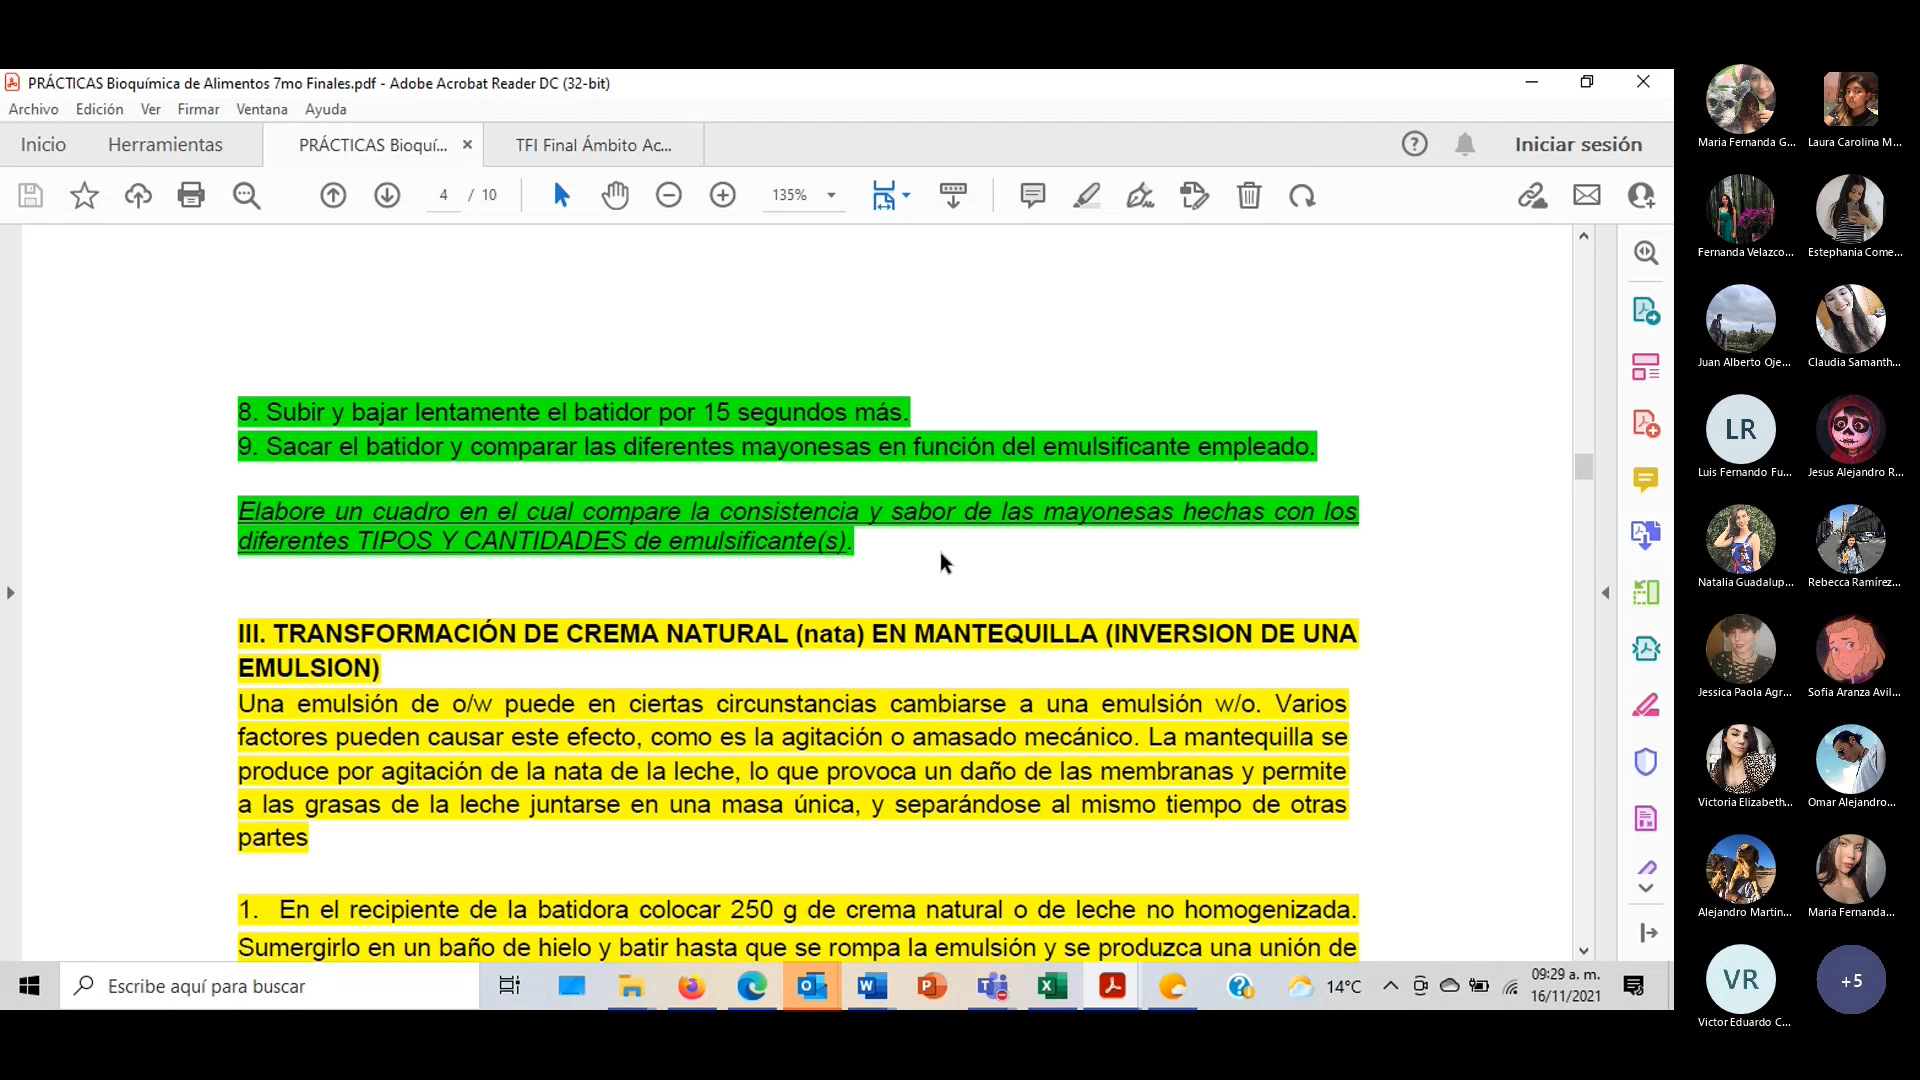 PRÁCTICAS Bioquímica de Alimentos 7mo Finales.pdf - Adobe Acrobat Reader DC (32-bit)
Archivo Edición Ver Firmar Ventana Ayuda
Inicio Herramientas PRÁCTICAS Bioquí... TFI Final Ámbito Ac... Iniciar sesión
4 / 10 135%
8. Subir y bajar lentamente el batidor por 15 segundos más.
9. Sacar el batidor y comparar las diferentes mayonesas en función del emulsificante empleado.
Elabore un cuadro en el cual compare la consistencia y sabor de las mayonesas hechas con los
diferentes TIPOS Y CANTIDADES de emulsificante(s).
III. TRANSFORMACIÓN DE CREMA NATURAL (nata) EN MANTEQUILLA (INVERSION DE UNA
EMULSION)
Una emulsión de o/w puede en ciertas circunstancias cambiarse a una emulsión w/o. Varios
factores pueden causar este efecto, como es la agitación o amasado mecánico. La mantequilla se
produce por agitación de la nata de la leche, lo que provoca un daño de las membranas y permite
a las grasas de la leche juntarse en una masa única, y separándose al mismo tiempo de otras
partes
1. En el recipiente de la batidora colocar 250 g de crema natural o de leche no homogenizada.
Sumergirlo en un baño de hielo y batir hasta que se rompa la emulsión y se produzca una unión de
Escribe aquí para buscar
14°C
09:29 a. m.
16/11/2021
Maria Fernanda G... Laura Carolina M...
Fernanda Velazco... Estephania Come...
Juan Alberto Oje... Claudia Samanth...
LR
Luis Fernando Fu... Jesus Alejandro R...
Natalia Guadalup... Rebecca Ramírez...
Jessica Paola Agr... Sofia Aranza Avil...
Victoria Elizabeth... Omar Alejandro...
Alejandro Martin... Maria Fernanda...
VR +5
Victor Eduardo C...